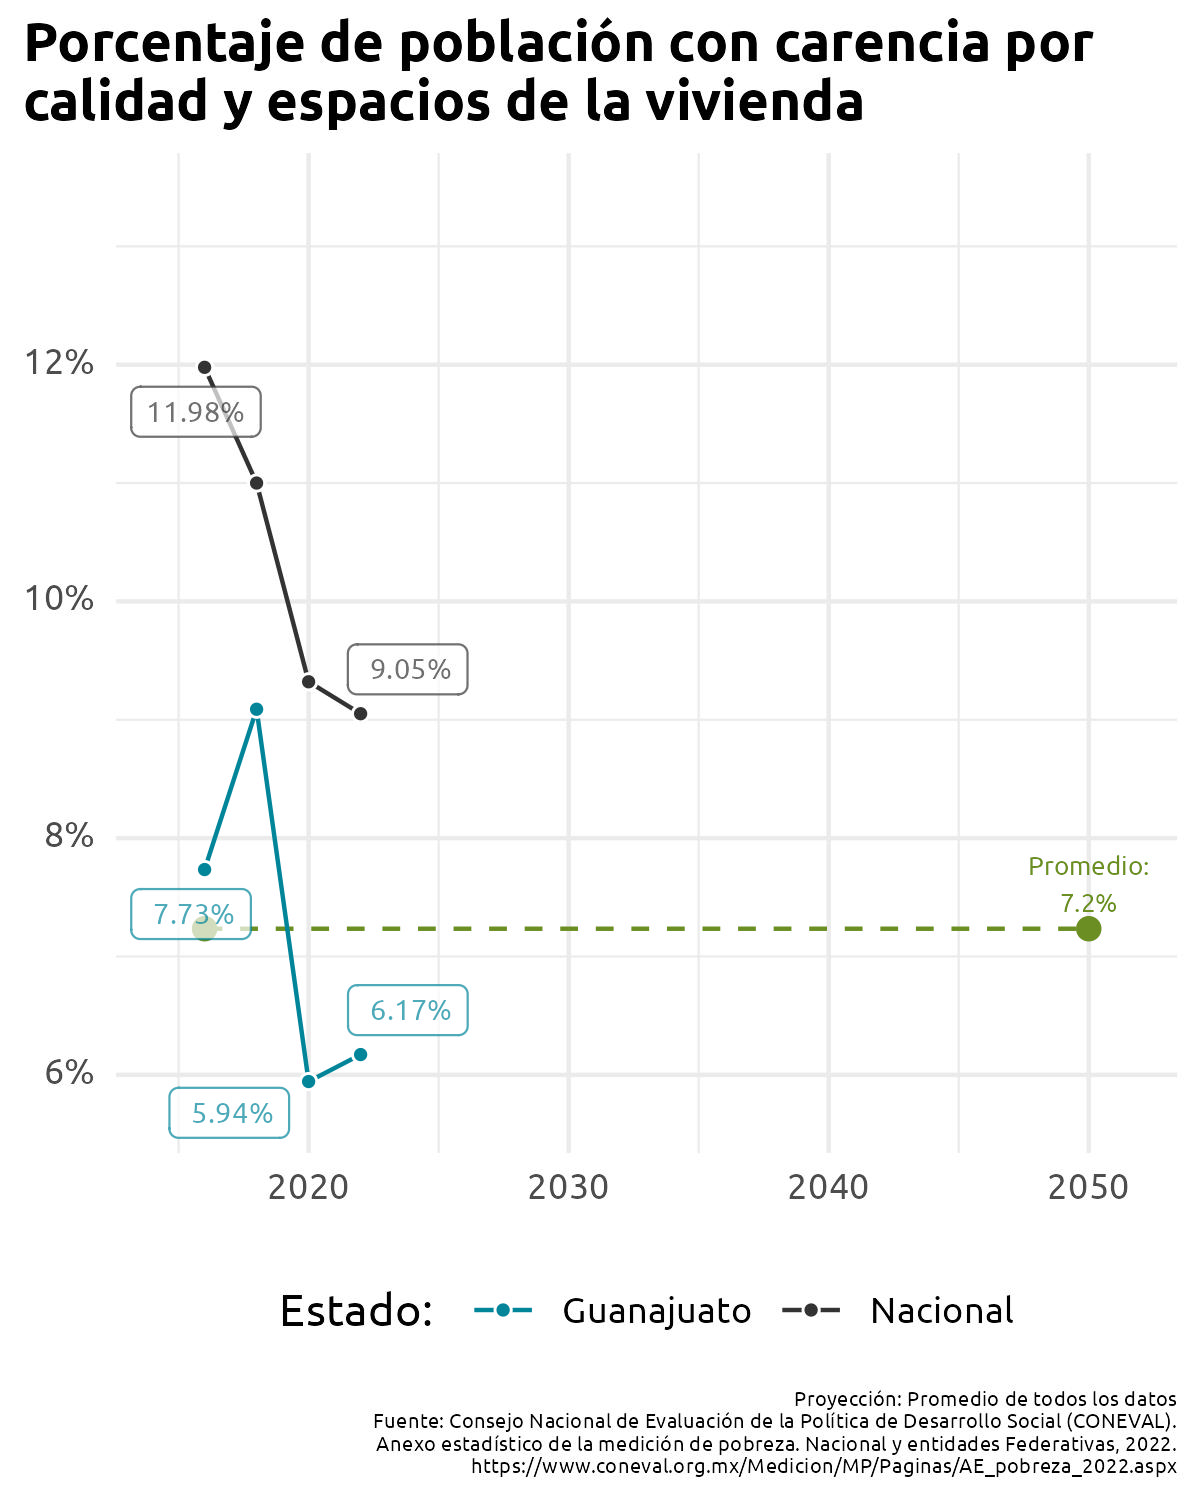 Porcentaje de población con carencia por
calidad y espacios de la vivienda
12%
11.98%
10%
9.05%
8%
Promedio:
7.2%
7.73%
6.17%
6%
5.94%
2020 2030 2040 2050
Estado: Guanajuato Nacional
Proyección: Promedio de todos los datos
Fuente: Consejo Nacional de Evaluación de la Política de Desarrollo Social (CONEVAL).
Anexo estadístico de la medición de pobreza. Nacional y entidades Federativas, 2022.
https://www.coneval.org.mx/Medicion/MP/Paginas/AE_pobreza_2022.aspx